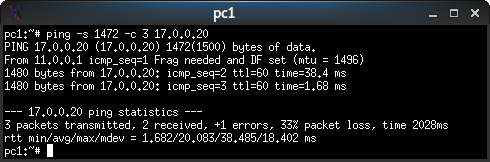 pc1
pc1:~# ping -s 1472 -c 3 17.0.0.20
PING 17.0.0.20 (17.0.0.20) 1472(1500) bytes of data.
From 11.0.0.1 icmp_seq=1 Frag needed and DF set (mtu = 1496)
1480 bytes from 17.0.0.20: icmp_seq=2 ttl=60 time=38.4 ms
1480 bytes from 17.0.0.20: icmp_seq=3 ttl=60 time=1.68 ms

--- 17.0.0.20 ping statistics ---
3 packets transmitted, 2 received, +1 errors, 33% packet loss, time 2028ms
rtt min/avg/max/mdev = 1.682/20.083/38.485/18.402 ms
pc1:~#